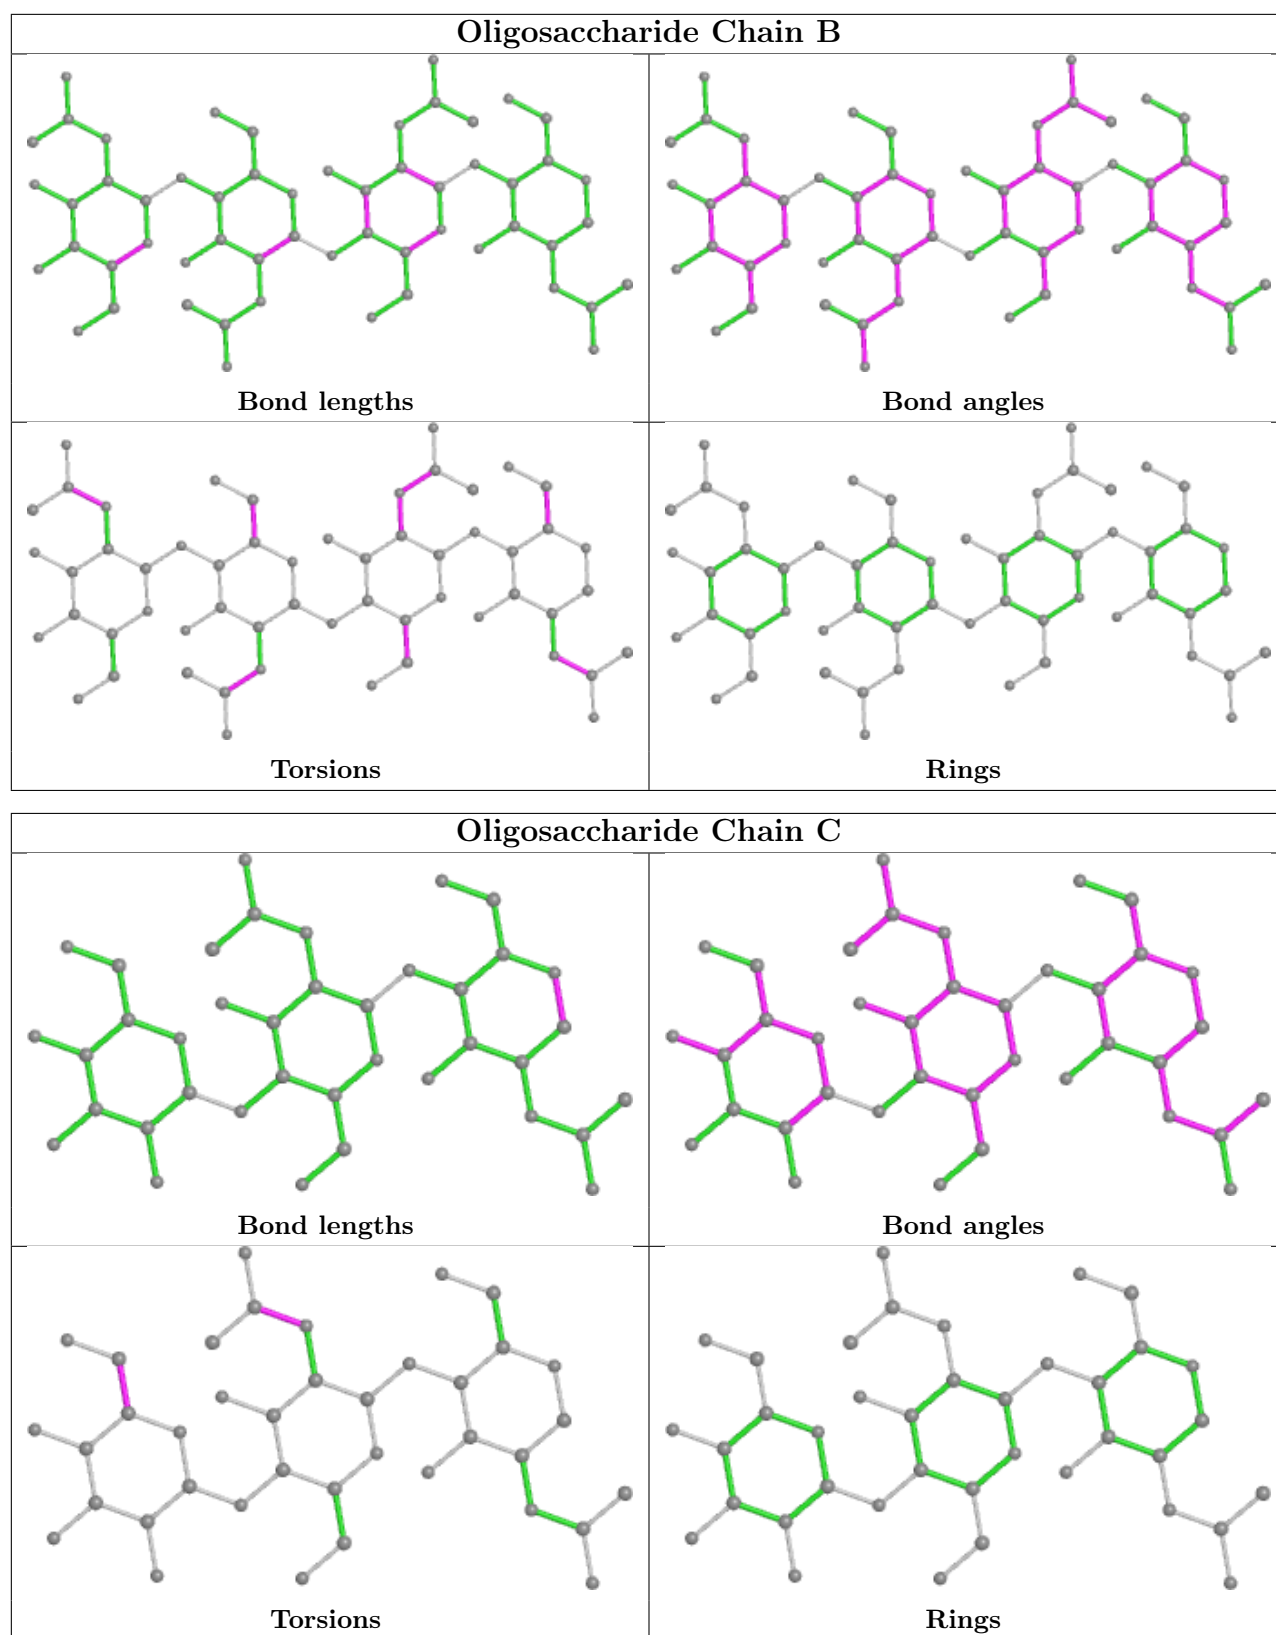 Oligosaccharide Chain B
Bond lengths
Bond angles
Torsions
Rings
Oligosaccharide Chain C
Bond lengths
Bond angles
Torsions
Rings